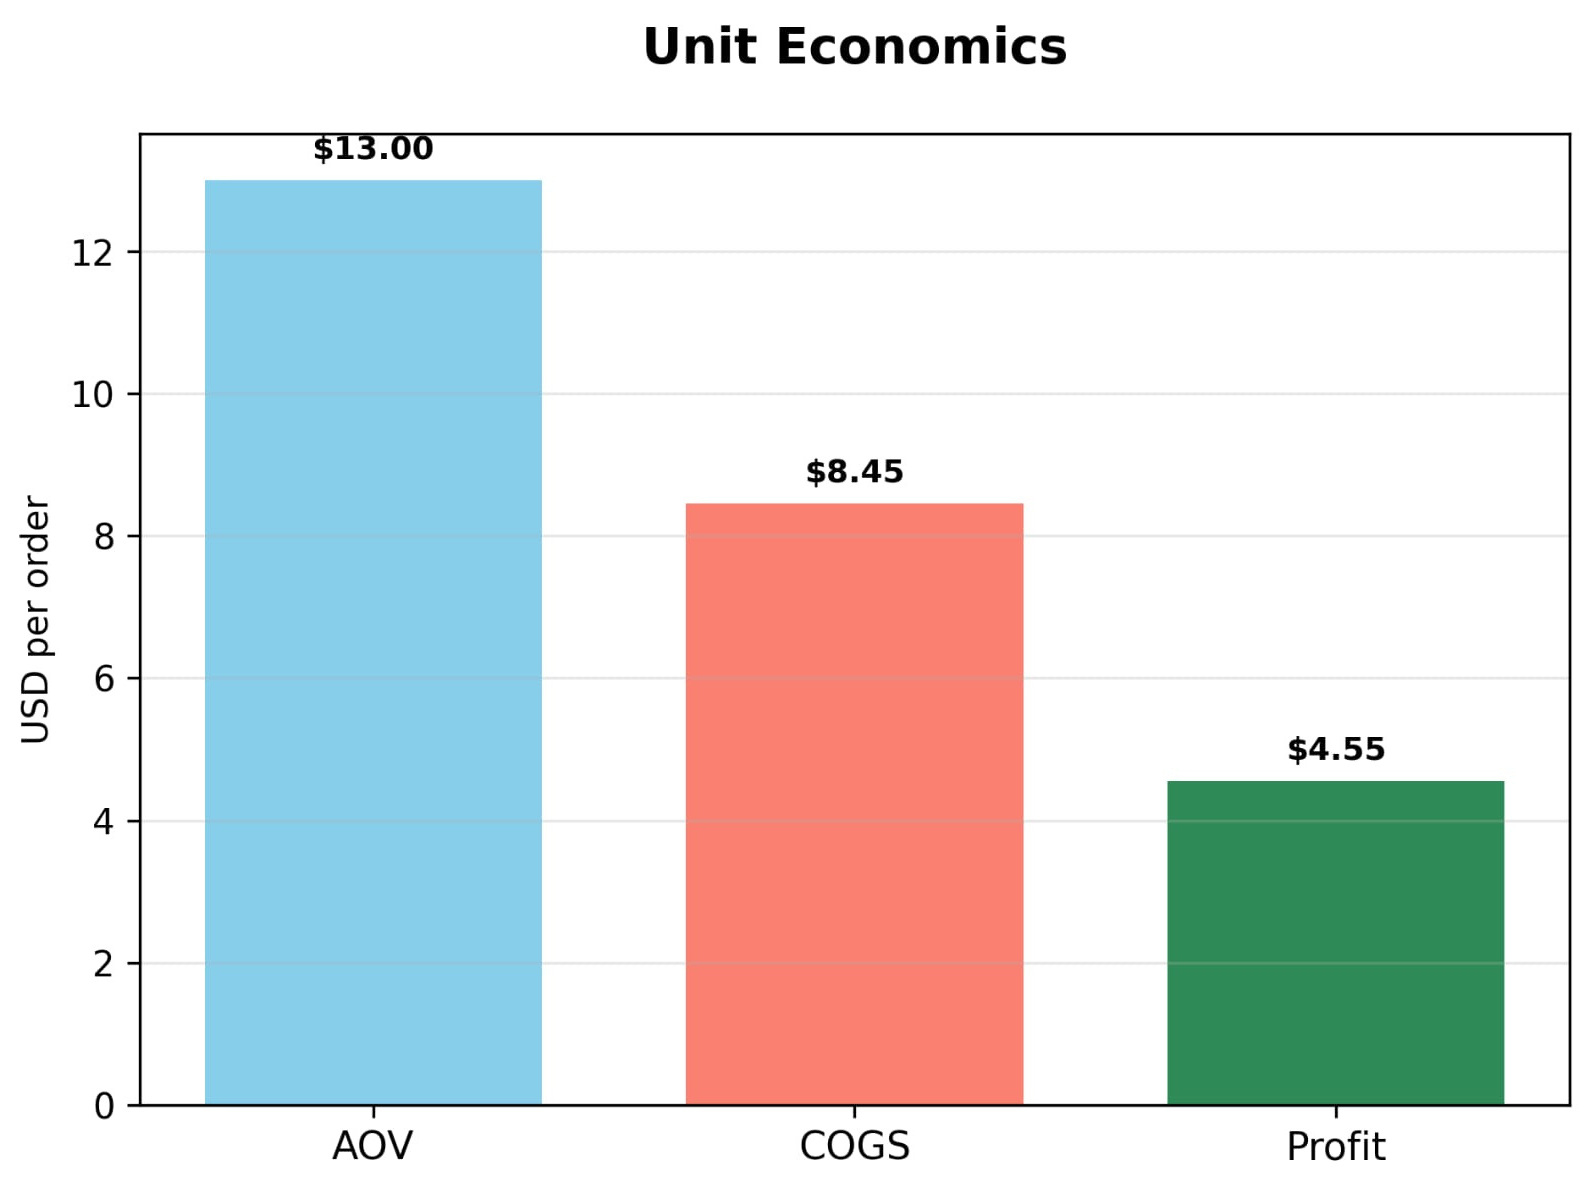 Unit Economics
$13.00
$8.45
$4.55
USD per order
12
10
8
6
4
2
0
AOV
COGS
Profit